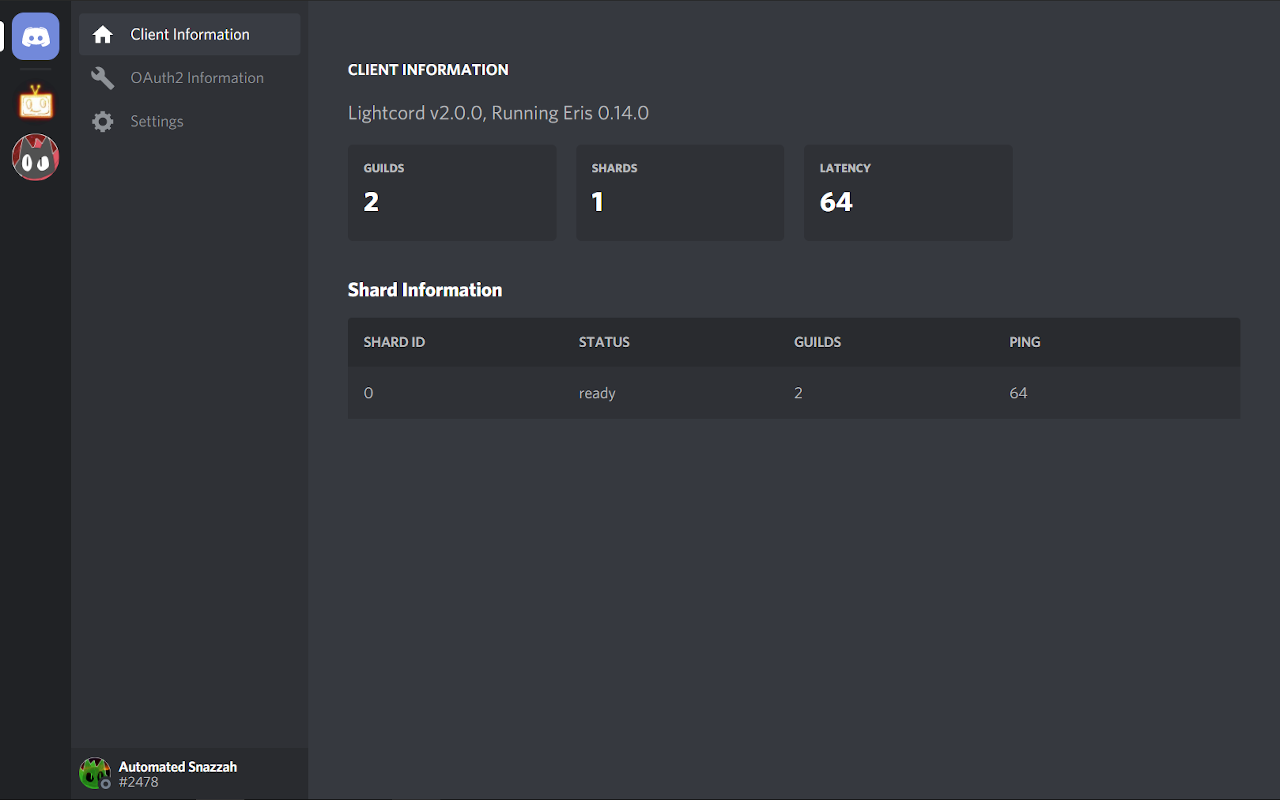 Client Information
OAuth2 Information
Settings
CLIENT INFORMATION
Lightcord v2.0.0, Running Eris 0.14.0
GUILDS SHARDS LATENCY
2 1 64
Shard Information
SHARD ID STATUS GUILDS PING
0 ready 2 64
Automated Snazzah
#2478